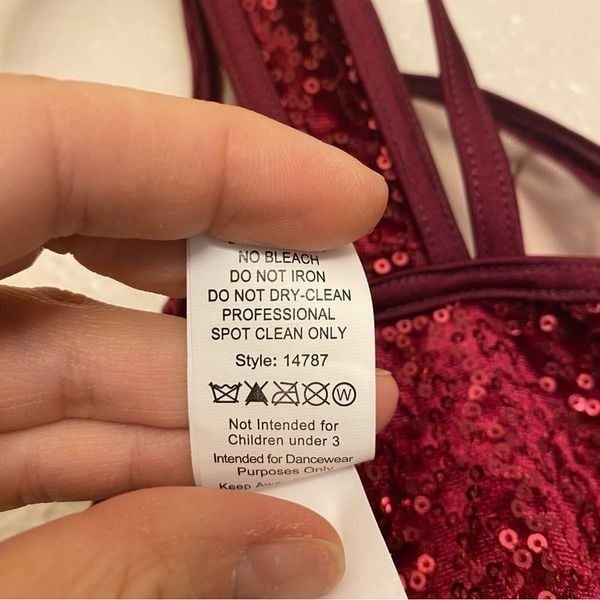 NO BLEACH
DO NOT IRON
DO NOT DRY-CLEAN
PROFESSIONAL
SPOT CLEAN ONLY
Style: 14787
W
Not Intended for
Children under 3
Intended for Dancewear
Purposes Only
Keep